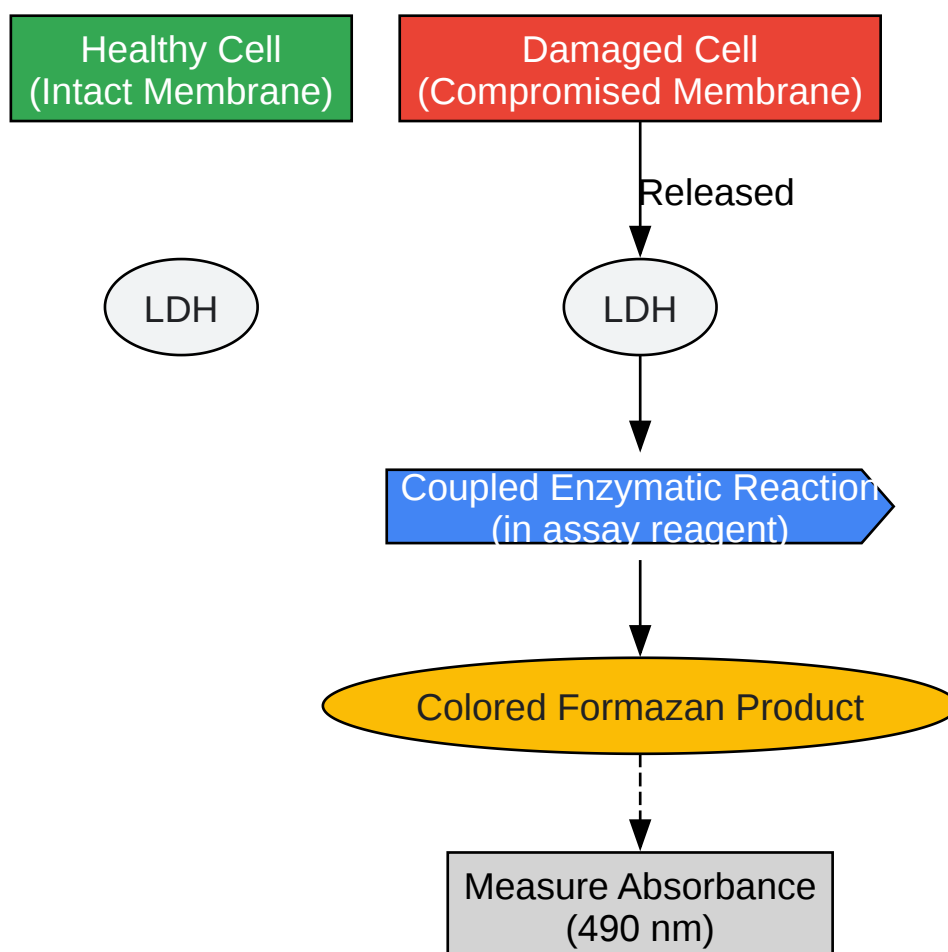 Healthy Cell
(Intact Membrane)
Damaged Cell
(Compromised Membrane)
Released
LDH
LDH
Coupled Enzymatic Reaction
(in assay reagent)
Colored Formazan Product
Measure Absorbance
(490 nm)